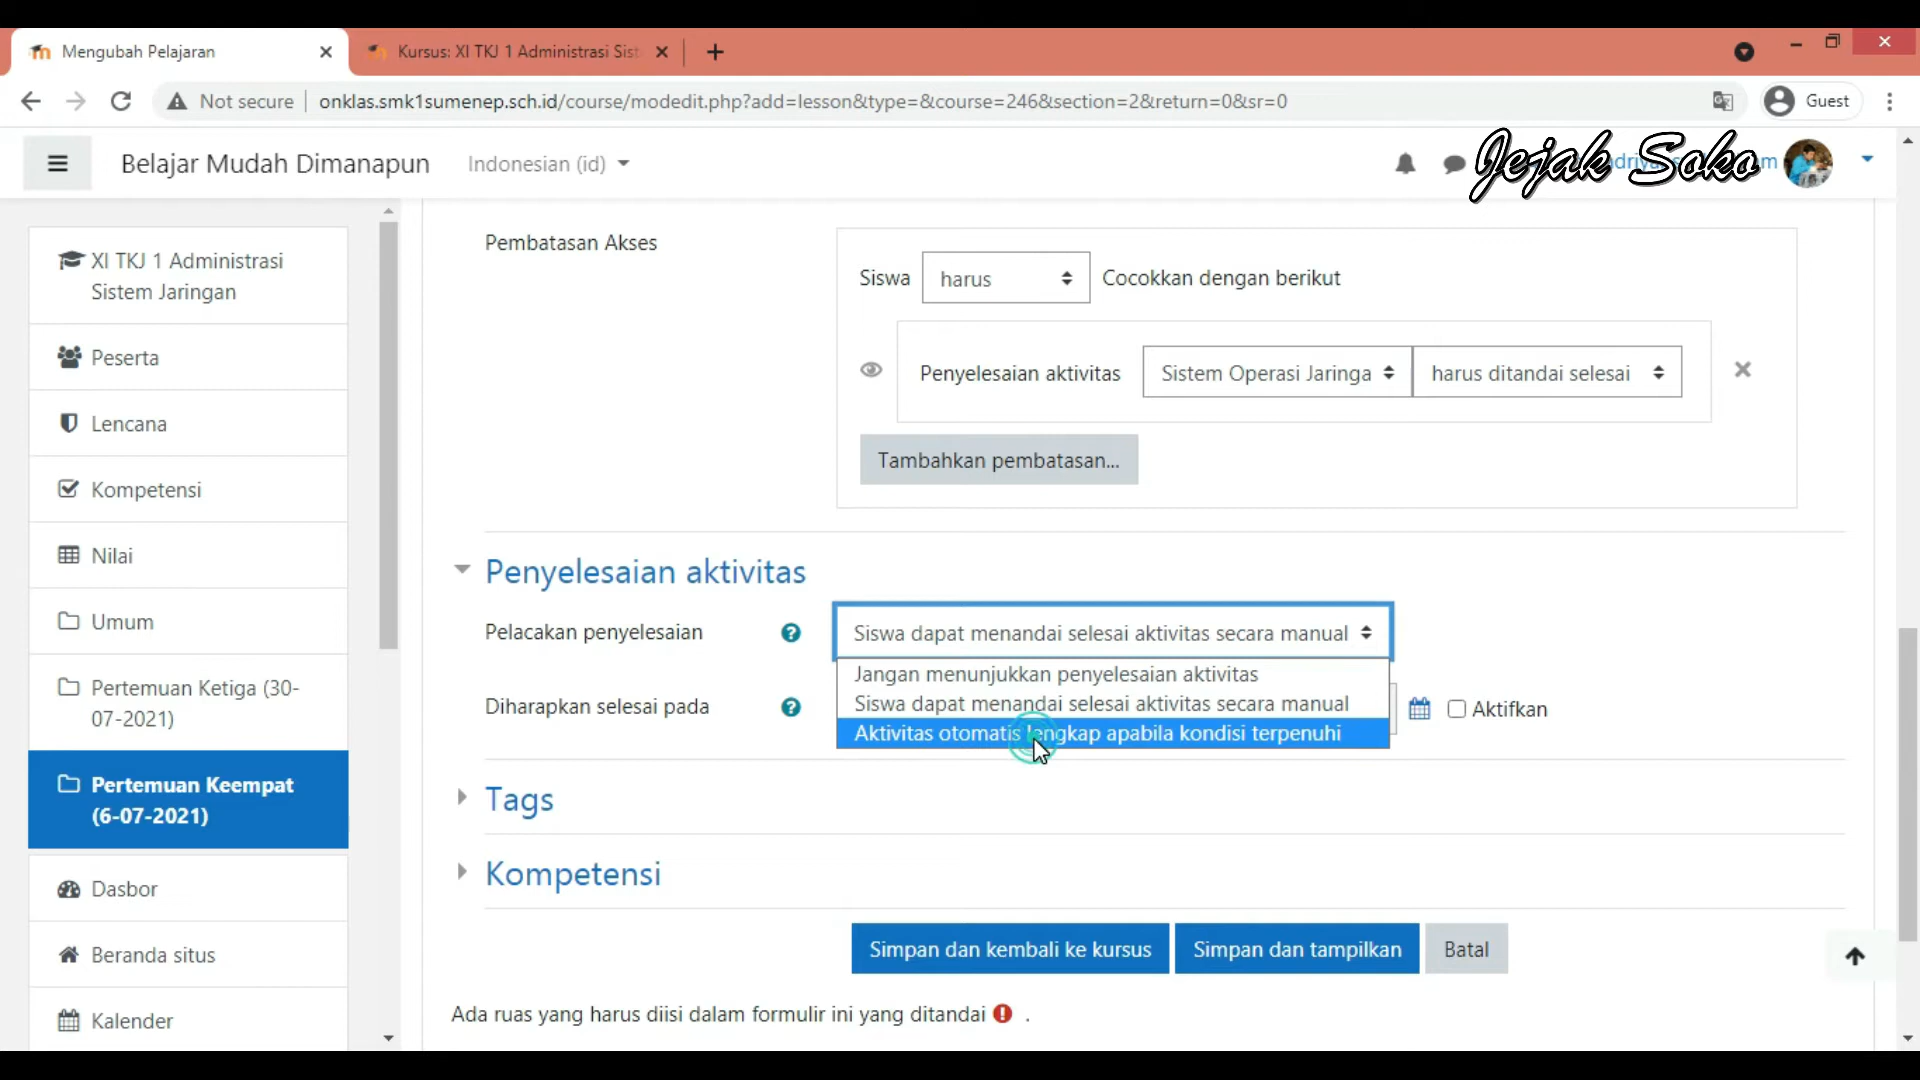 Mengubah Pelajaran
Kursus: XI TKJ 1 Administrasi Sist
Not secure
onklas.smk1sumenep.sch.id/course/modedit.php?add=lesson&type=&course=246&section=2&return=0&sr=0
Guest
Belajar Mudah Dimanapun
Indonesian (id)
Jejak Soko
XI TKJ 1 Administrasi
Sistem Jaringan
Peserta
Lencana
Kompetensi
Nilai
Umum
Pertemuan Ketiga (30-
07-2021)
Pertemuan Keempat
(6-07-2021)
Dasbor
Beranda situs
Kalender
Pembatasan Akses
Siswa
harus
Cocokkan dengan berikut
Penyelesaian aktivitas
Sistem Operasi Jaringa
harus ditandai selesai
Tambahkan pembatasan...
Penyelesaian aktivitas
Pelacakan penyelesaian
Siswa dapat menandai selesai aktivitas secara manual
Jangan menunjukkan penyelesaian aktivitas
Siswa dapat menandai selesai aktivitas secara manual
Aktivitas otomatis lengkap apabila kondisi terpenuhi
Diharapkan selesai pada
Aktifkan
Tags
Kompetensi
Simpan dan kembali ke kursus
Simpan dan tampilkan
Batal
Ada ruas yang harus diisi dalam formulir ini yang ditandai .